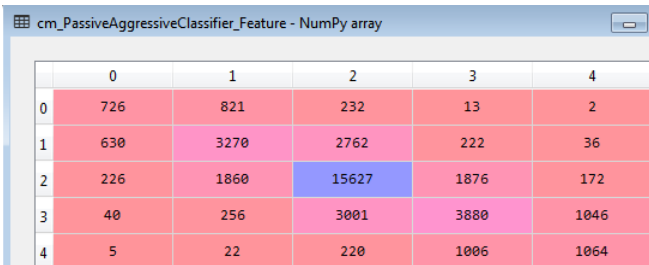 cm_PassiveAggressiveClassifier_Feature - NumPy array
0 1 2 3 4
0 726 821 232 13 2
1 630 3270 2762 222 36
2 226 1860 15627 1876 172
3 40 256 3001 3880 1046
4 5 22 220 1006 1064